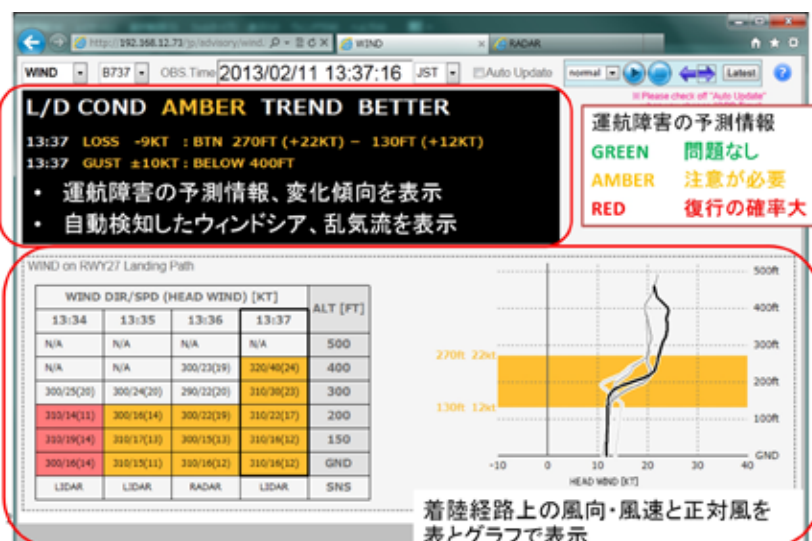 http://192.168.12.71/jp/advisory/wind.
WIND
RADAR
WIND
B737
OBS.Time
2013/02/11 13:37:16
JST
Auto Update
normal
Latest
※Please check off "Auto Update"
L/D COND AMBER TREND BETTER
13:37 LOSS -9KT : BTN 270FT (+22KT) – 130FT (+12KT)
13:37 GUST ±10KT : BELOW 400FT
• 運航障害の予測情報、変化傾向を表示
• 自動検知したウィンドシア、乱気流を表示
運航障害の予測情報
GREEN 問題なし
AMBER 注意が必要
RED 復行の確率大
WIND on RWY27 Landing Path
WIND DIR/SPD (HEAD WIND) [KT] ALT [FT]
13:34 13:35 13:36 13:37
N/A N/A N/A N/A 500
N/A N/A 300/23(19) 320/40(24) 400
300/25(20) 300/24(20) 290/22(20) 310/30(23) 300
310/14(11) 300/16(14) 300/22(19) 310/22(17) 200
310/19(14) 310/17(13) 300/15(13) 310/16(12) 150
300/16(14) 310/15(11) 310/16(12) 310/16(12) GND
LIDAR LIDAR RADAR LIDAR SNS
500ft
400ft
300ft
270ft 22kt
200ft
130ft 12kt
100ft
GND
-10 0 10 20 30 40
HEAD WIND [KT]
着陸経路上の風向・風速と正対風を
表とグラフで表示